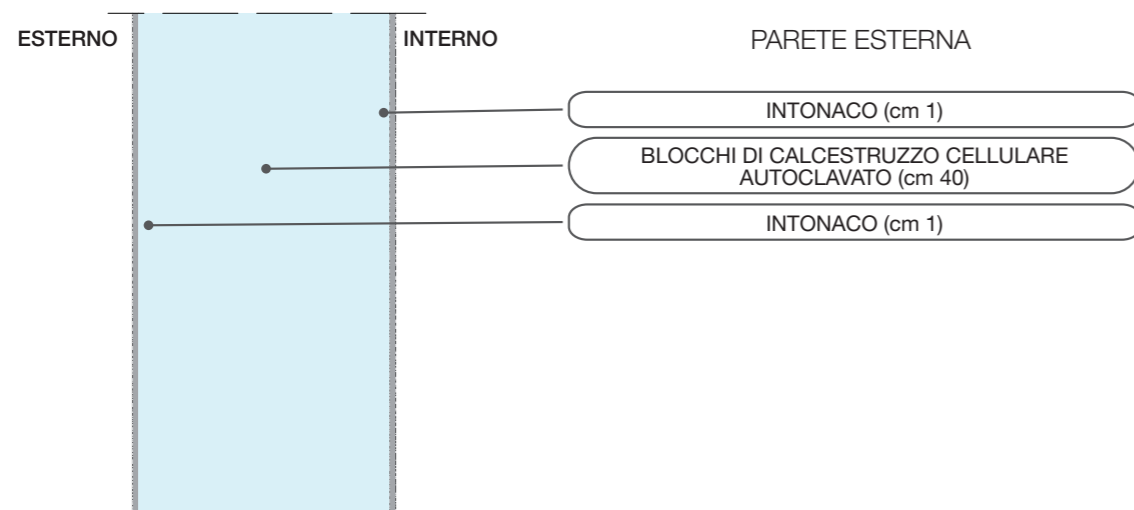 ESTERNO
INTERNO
PARETE ESTERNA
INTONACO (cm 1)
BLOCCHI DI CALCESTRUZZO CELLULARE
AUTOCLAVATO (cm 40)
INTONACO (cm 1)